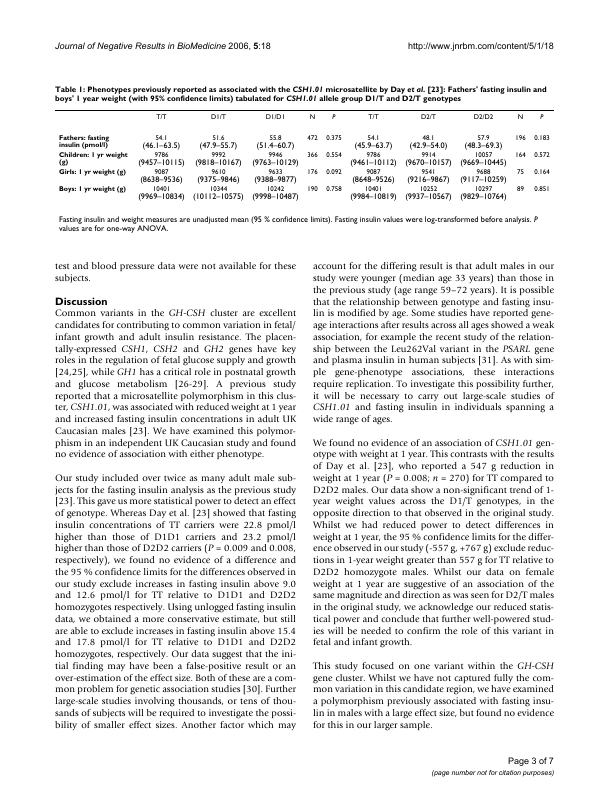 Journal of Negative Results in BioMedicine 2006, 5:18
http://www.jnrbm.com/content/5/1/18
Table 1: Phenotypes previously reported as associated with the CSH1.01 microsatellite by Day et al. [23]: Fathers' fasting insulin and
boys' 1 year weight (with 95% confidence limits) tabulated for CSH1.01 allele group D1/T and D2/T genotypes
T/T D1/T D1/D1 N P T/T D2/T D2/D2 N P
Fathers: fasting 54.1 51.6 55.8 472 0.375 54.1 48.1 57.9 196 0.183
insulin (pmol/l) (46.1–63.5) (47.9–55.7) (51.4–60.7) (45.9–63.7) (42.9–54.0) (48.3–69.3)
Children: 1 yr weight 9786 9992 9946 366 0.554 9786 9914 10057 164 0.572
(g) (9457–10115) (9818–10167) (9763–10129) (9461–10112) (9670–10157) (9669–10445)
Girls: 1 yr weight (g) 9087 9610 9633 176 0.092 9087 9541 9688 75 0.164
(8638–9536) (9375–9846) (9388–9877) (8648–9526) (9216–9867) (9117–10259)
Boys: 1 yr weight (g) 10401 10344 10242 190 0.758 10401 10252 10297 89 0.851
(9969–10834) (10112–10575) (9998–10487) (9984–10819) (9937–10567) (9829–10764)
Fasting insulin and weight measures are unadjusted mean (95 % confidence limits). Fasting insulin values were log-transformed before analysis. P
values are for one-way ANOVA.
test and blood pressure data were not available for these
subjects.
Discussion
Common variants in the GH-CSH cluster are excellent
candidates for contributing to common variation in fetal/
infant growth and adult insulin resistance. The placen-
tally-expressed CSH1, CSH2 and GH2 genes have key
roles in the regulation of fetal glucose supply and growth
[24,25], while GH1 has a critical role in postnatal growth
and glucose metabolism [26-29]. A previous study
reported that a microsatellite polymorphism in this clus-
ter, CSH1.01, was associated with reduced weight at 1 year
and increased fasting insulin concentrations in adult UK
Caucasian males [23]. We have examined this polymor-
phism in an independent UK Caucasian study and found
no evidence of association with either phenotype.
Our study included over twice as many adult male sub-
jects for the fasting insulin analysis as the previous study
[23]. This gave us more statistical power to detect an effect
of genotype. Whereas Day et al. [23] showed that fasting
insulin concentrations of TT carriers were 22.8 pmol/l
higher than those of D1D1 carriers and 23.2 pmol/l
higher than those of D2D2 carriers (P = 0.009 and 0.008,
respectively), we found no evidence of a difference and
the 95 % confidence limits for the differences observed in
our study exclude increases in fasting insulin above 9.0
and 12.6 pmol/l for TT relative to D1D1 and D2D2
homozygotes respectively. Using unlogged fasting insulin
data, we obtained a more conservative estimate, but still
are able to exclude increases in fasting insulin above 15.4
and 17.8 pmol/l for TT relative to D1D1 and D2D2
homozygotes, respectively. Our data suggest that the ini-
tial finding may have been a false-positive result or an
over-estimation of the effect size. Both of these are a com-
mon problem for genetic association studies [30]. Further
large-scale studies involving thousands, or tens of thou-
sands of subjects will be required to investigate the possi-
bility of smaller effect sizes. Another factor which may
account for the differing result is that adult males in our
study were younger (median age 33 years) than those in
the previous study (age range 59–72 years). It is possible
that the relationship between genotype and fasting insu-
lin is modified by age. Some studies have reported gene-
age interactions after results across all ages showed a weak
association, for example the recent study of the relation-
ship between the Leu262Val variant in the PSARL gene
and plasma insulin in human subjects [31]. As with sim-
ple gene-phenotype associations, these interactions
require replication. To investigate this possibility further,
it will be necessary to carry out large-scale studies of
CSH1.01 and fasting insulin in individuals spanning a
wide range of ages.
We found no evidence of an association of CSH1.01 gen-
otype with weight at 1 year. This contrasts with the results
of Day et al. [23], who reported a 547 g reduction in
weight at 1 year (P = 0.008; n = 270) for TT compared to
D2D2 males. Our data show a non-significant trend of 1-
year weight values across the D1/T genotypes, in the
opposite direction to that observed in the original study.
Whilst we had reduced power to detect differences in
weight at 1 year, the 95 % confidence limits for the differ-
ence observed in our study (-557 g, +767 g) exclude reduc-
tions in 1-year weight greater than 557 g for TT relative to
D2D2 homozygote males. Whilst our data on female
weight at 1 year are suggestive of an association of the
same magnitude and direction as was seen for D2/T males
in the original study, we acknowledge our reduced statis-
tical power and conclude that further well-powered stud-
ies will be needed to confirm the role of this variant in
fetal and infant growth.
This study focused on one variant within the GH-CSH
gene cluster. Whilst we have not captured fully the com-
mon variation in this candidate region, we have examined
a polymorphism previously associated with fasting insu-
lin in males with a large effect size, but found no evidence
for this in our larger sample.
Page 3 of 7
(page number not for citation purposes)